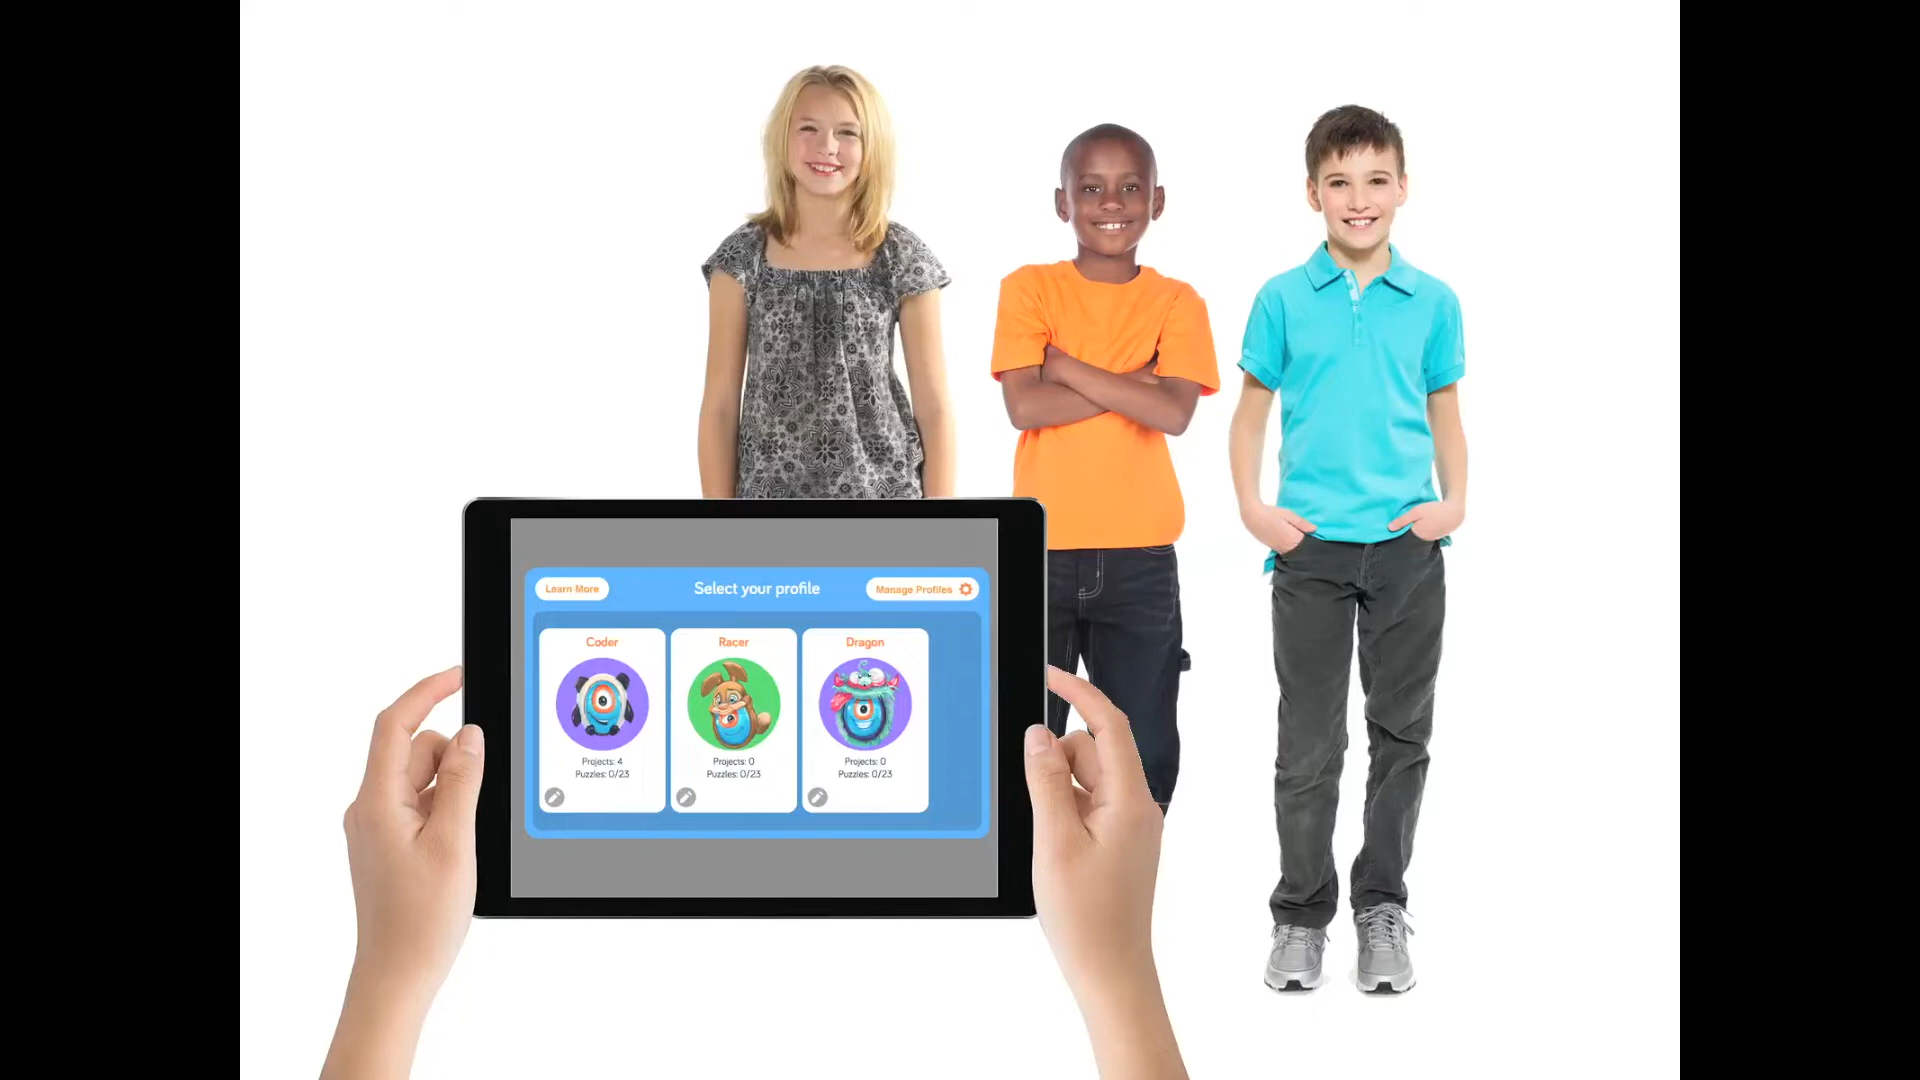 Learn More
Select your profile
Manage Profiles
Coder
Racer
Dragon
Projects: 4
Puzzles: 0/23
Projects: 0
Puzzles: 0/23
Projects: 0
Puzzles: 0/23